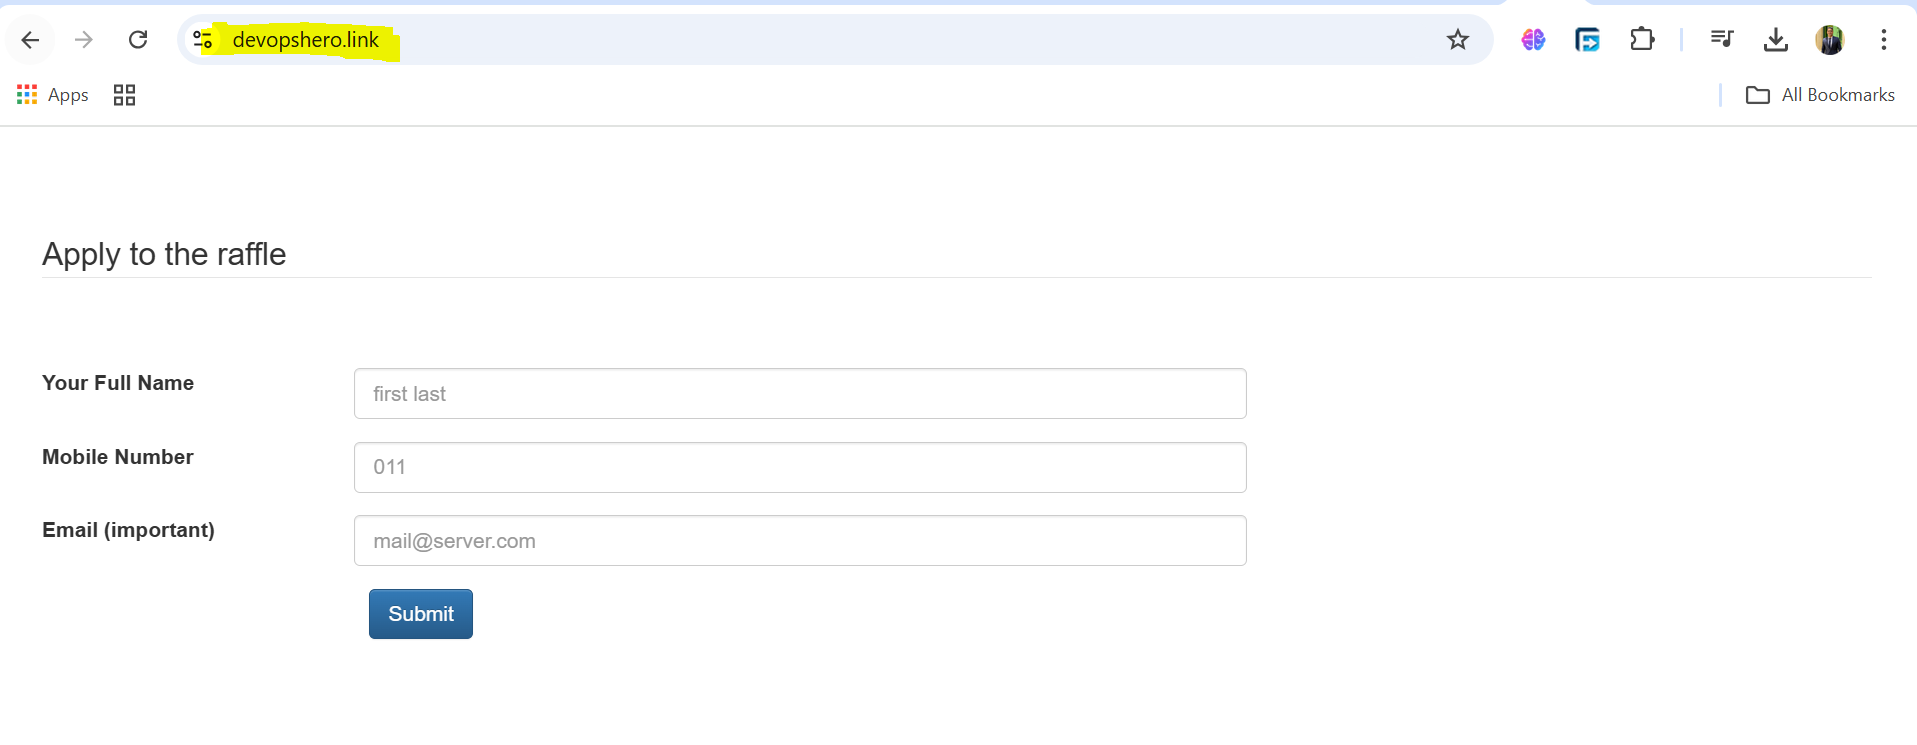 devopshero.link
Apps
All Bookmarks
Apply to the raffle
Your Full Name
first last
Mobile Number
011
Email (important)
mail@server.com
Submit